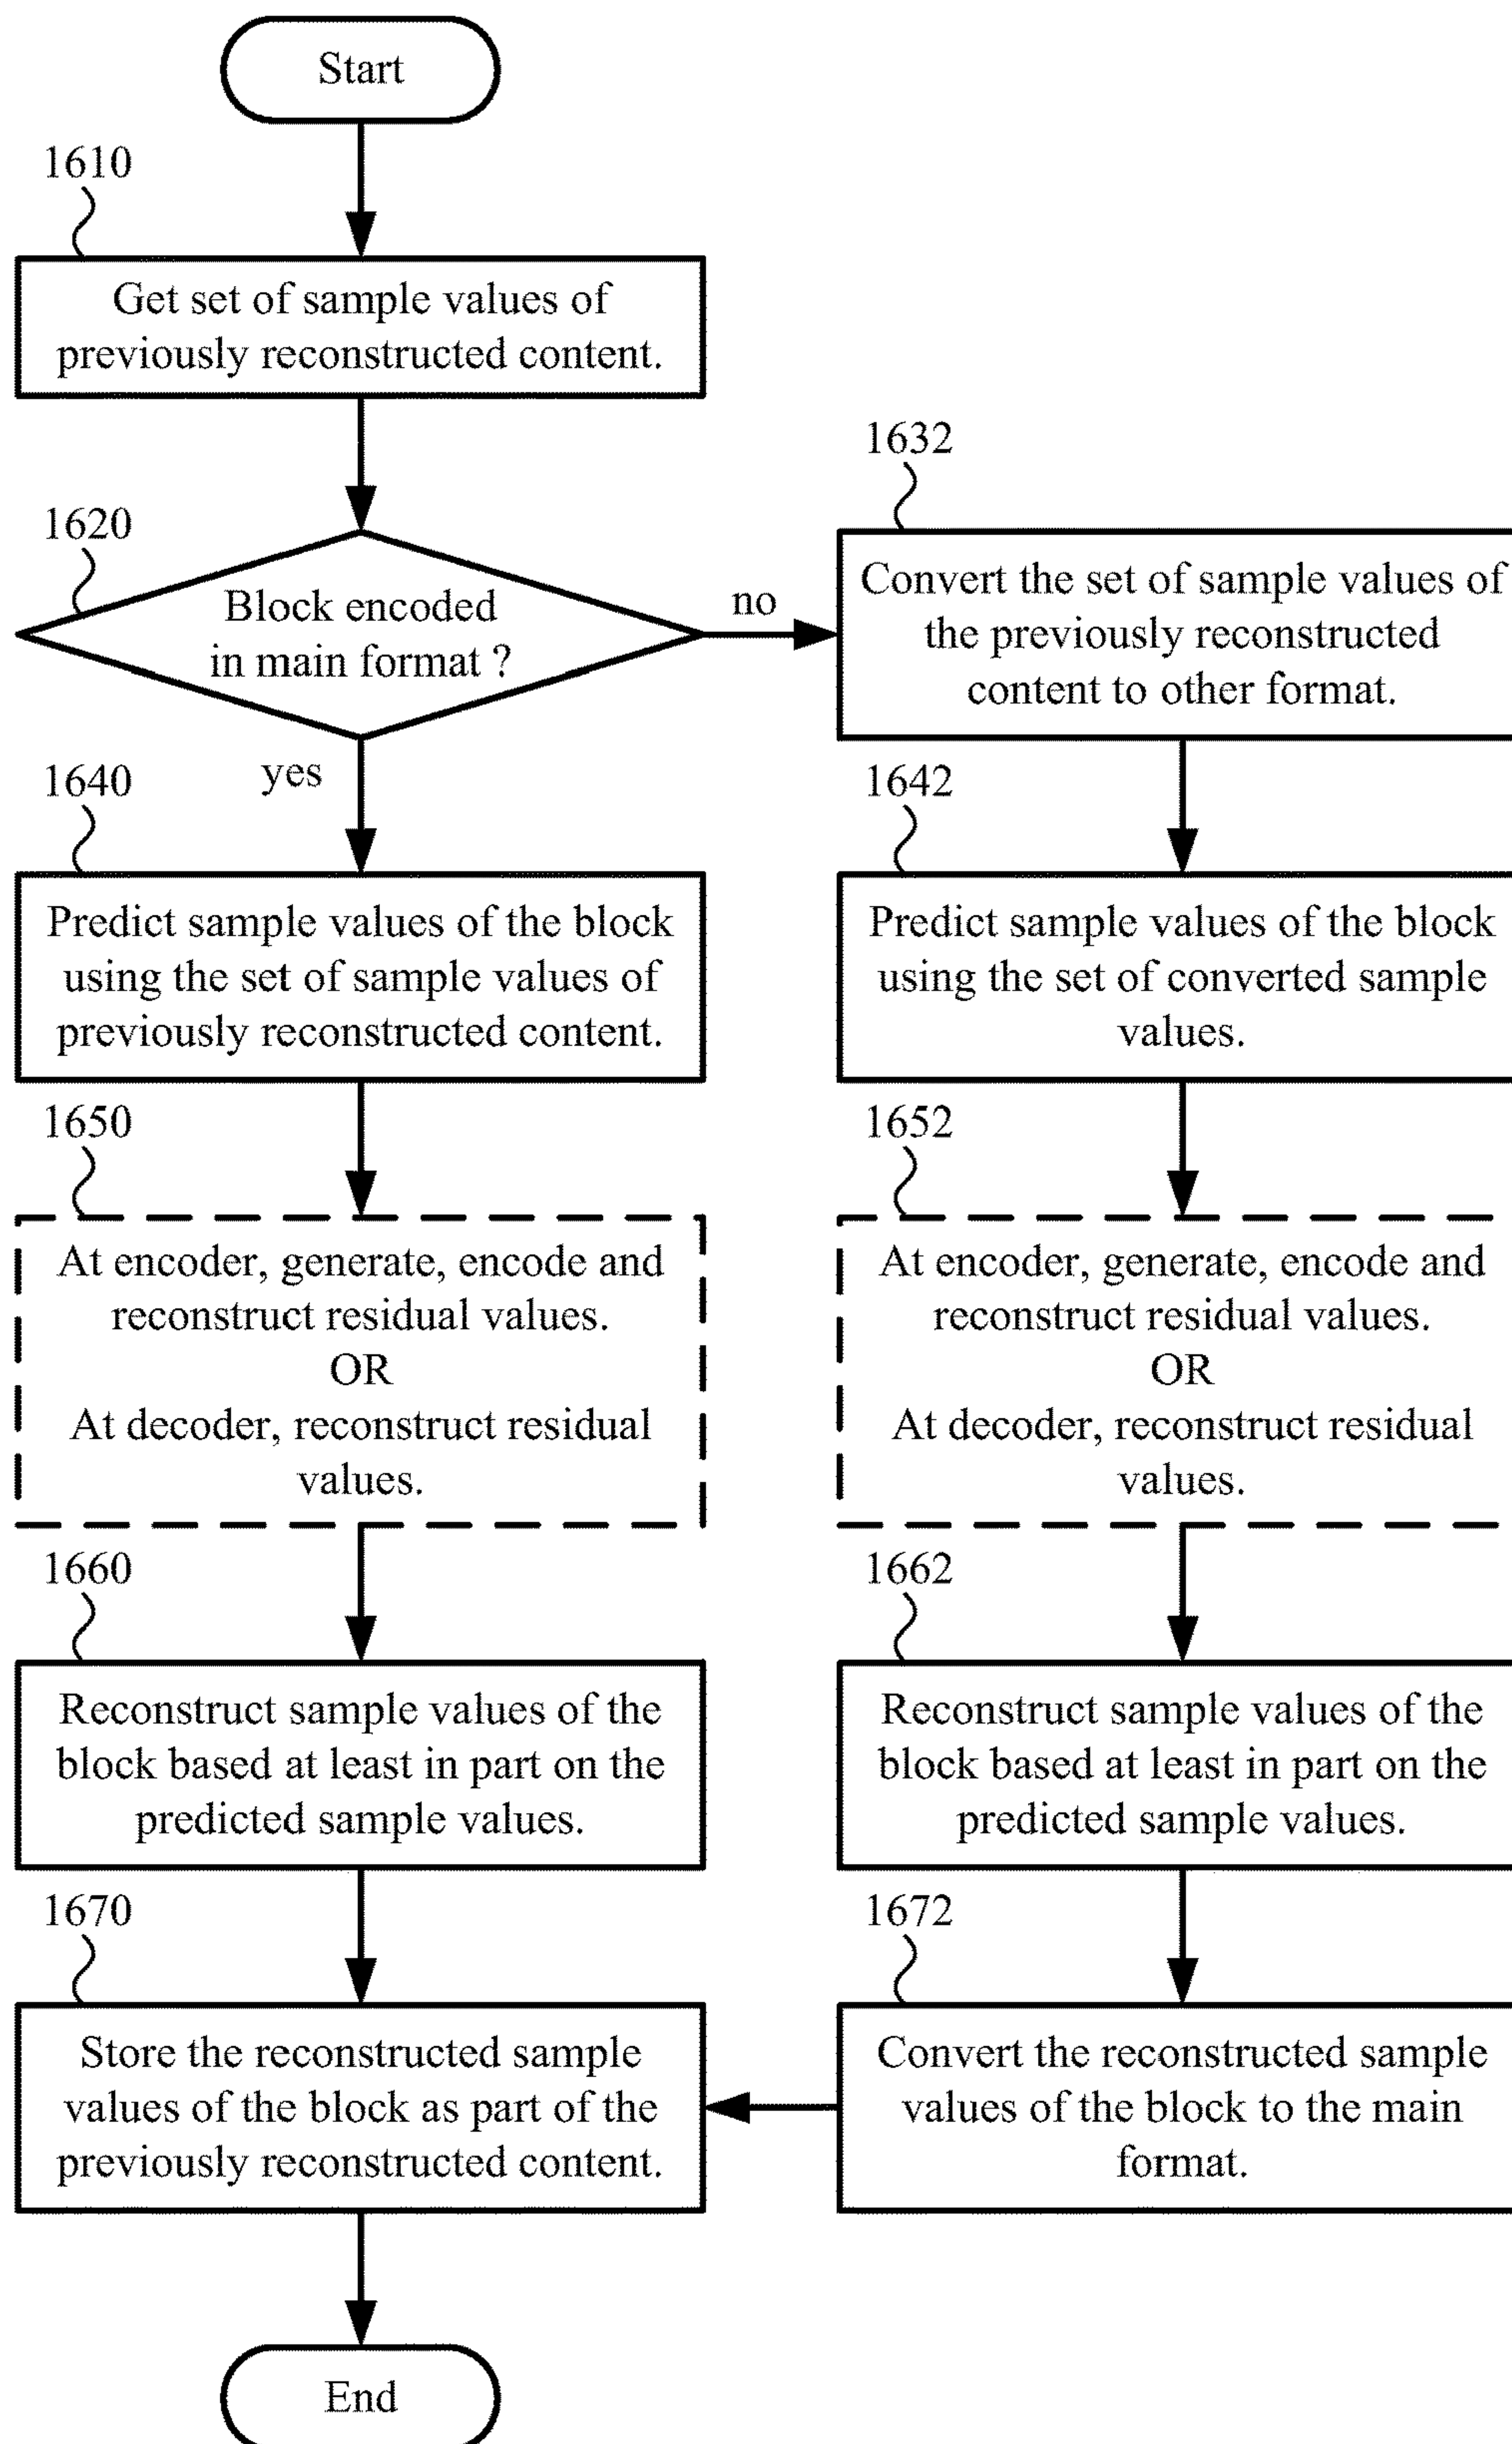 Start
1610
Get set of sample values of
previously reconstructed content.
1620
Block encoded
in main format ?
no
yes
1632
Convert the set of sample values of
the previously reconstructed
content to other format.
1640
Predict sample values of the block
using the set of sample values of
previously reconstructed content.
1642
Predict sample values of the block
using the set of converted sample
values.
1650
At encoder, generate, encode and
reconstruct residual values.
OR
At decoder, reconstruct residual
values.
1652
At encoder, generate, encode and
reconstruct residual values.
OR
At decoder, reconstruct residual
values.
1660
Reconstruct sample values of the
block based at least in part on the
predicted sample values.
1662
Reconstruct sample values of the
block based at least in part on the
predicted sample values.
1670
Store the reconstructed sample
values of the block as part of the
previously reconstructed content.
1672
Convert the reconstructed sample
values of the block to the main
format.
End